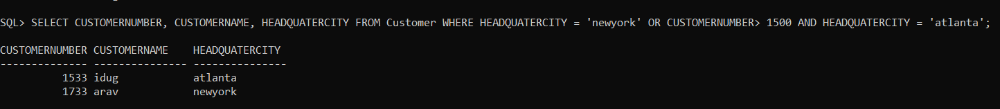 SQL> SELECT CUSTOMERNUMBER, CUSTOMERNAME, HEADQUATERCITY FROM Customer WHERE HEADQUATERCITY = 'newyork' OR CUSTOMERNUMBER> 1500 AND HEADQUATERCITY = 'atlanta';
CUSTOMERNUMBER CUSTOMERNAME    HEADQUATERCITY
-------------- --------------- ---------------
          1533 idug            atlanta
          1733 arav            newyork